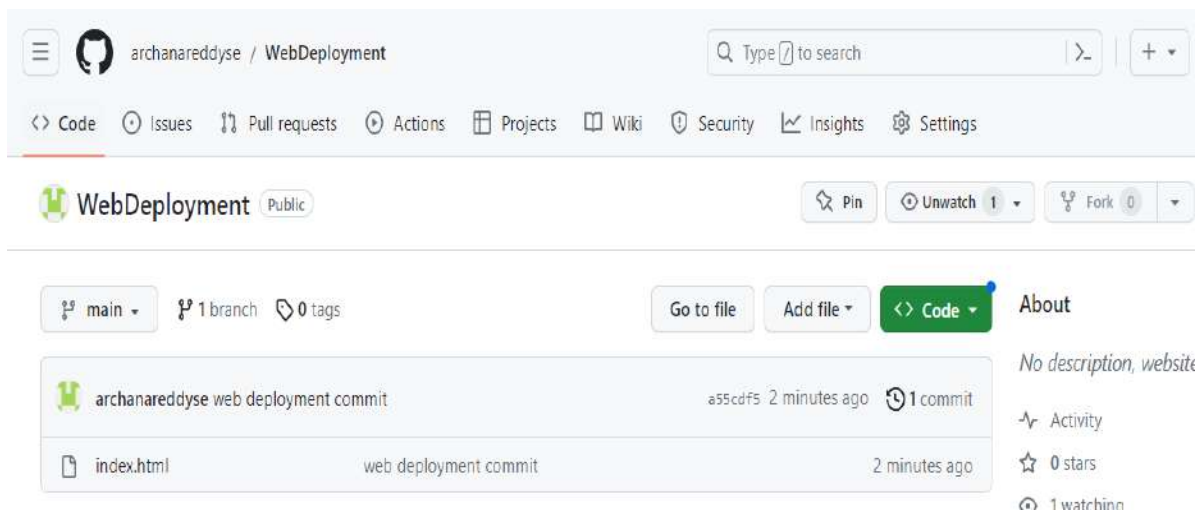 archanareddyse / WebDeployment
Type / to search
Code Issues Pull requests Actions Projects Wiki Security Insights Settings
WebDeployment Public
Pin Unwatch 1 Fork 0
main 1 branch 0 tags
Go to file Add file <> Code
About
No description, website
archanareddyse web deployment commit a55cdf5 2 minutes ago 1 commit
Activity
index.html web deployment commit 2 minutes ago
0 stars
1 watching